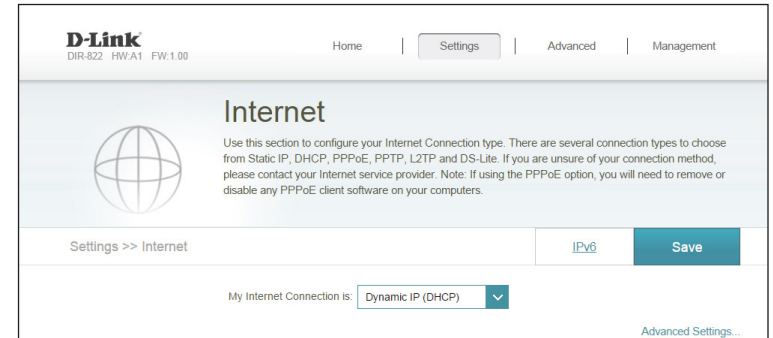 D-Link
DIR-822 HW:A1 FW:1.00
Home
Settings
Advanced
Management
Internet
Use this section to configure your Internet Connection type. There are several connection types to choose
from Static IP, DHCP, PPPoE, PPTP, L2TP and DS-Lite. If you are unsure of your connection method,
please contact your Internet service provider. Note: If using the PPPoE option, you will need to remove or
disable any PPPoE client software on your computers.
Settings >> Internet
IPv6
Save
My Internet Connection is: Dynamic IP (DHCP)
Advanced Settings...